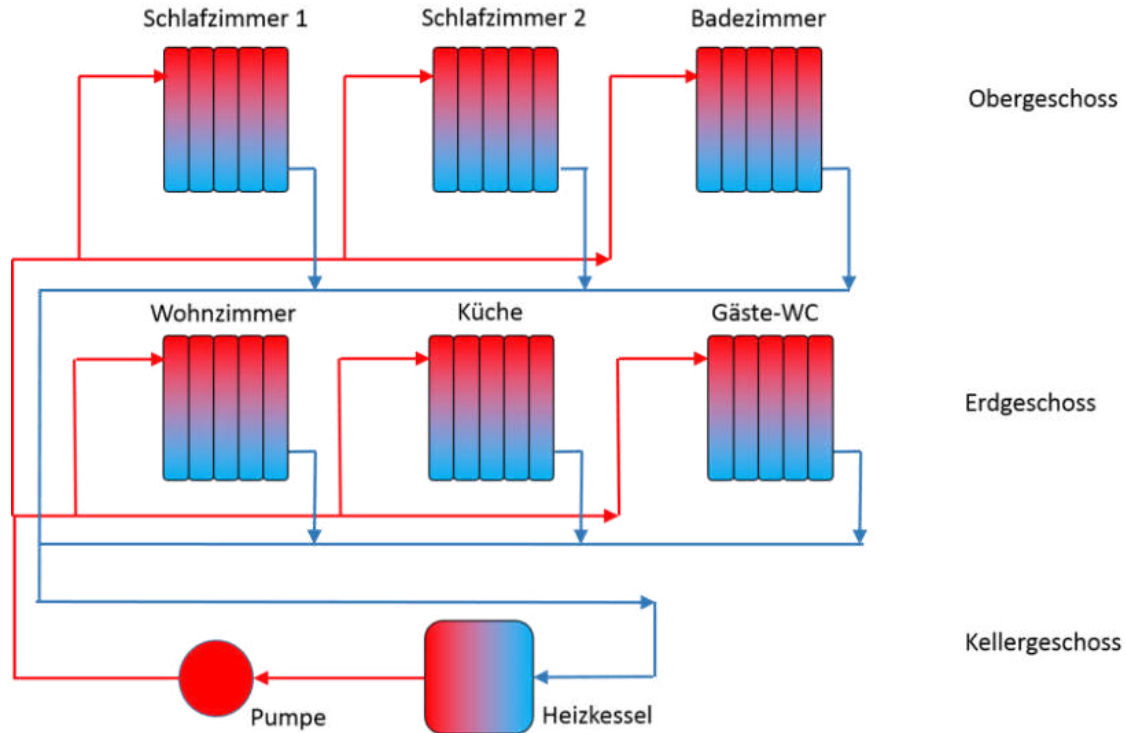 Schlafzimmer 1
Schlafzimmer 2
Badezimmer
Obergeschoss
Wohnzimmer
Küche
Gäste-WC
Erdgeschoss
Kellergeschoss
Pumpe
Heizkessel